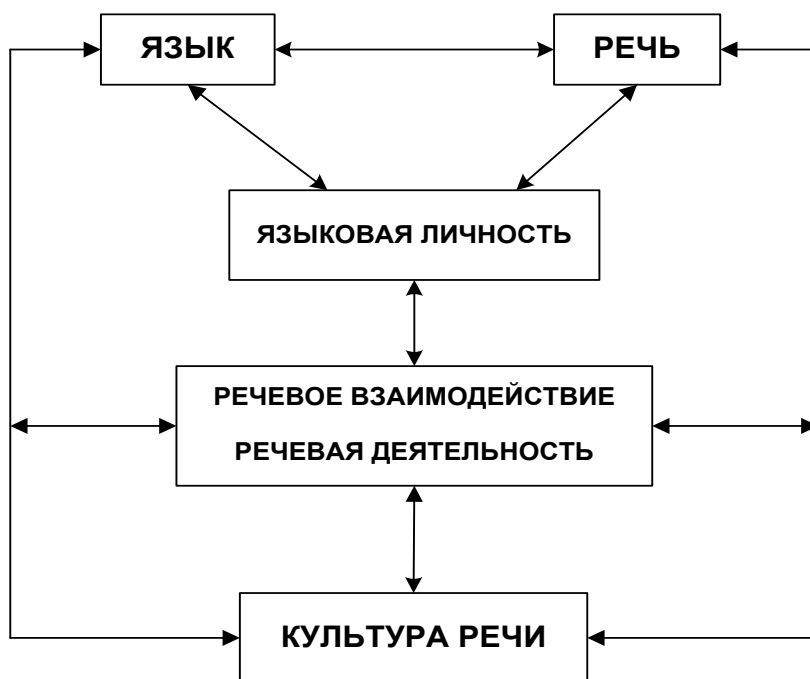 ЯЗЫК
РЕЧЬ
ЯЗЫКОВАЯ ЛИЧНОСТЬ
РЕЧЕВОЕ ВЗАИМОДЕЙСТВИЕ
РЕЧЕВАЯ ДЕЯТЕЛЬНОСТЬ
КУЛЬТУРА РЕЧИ